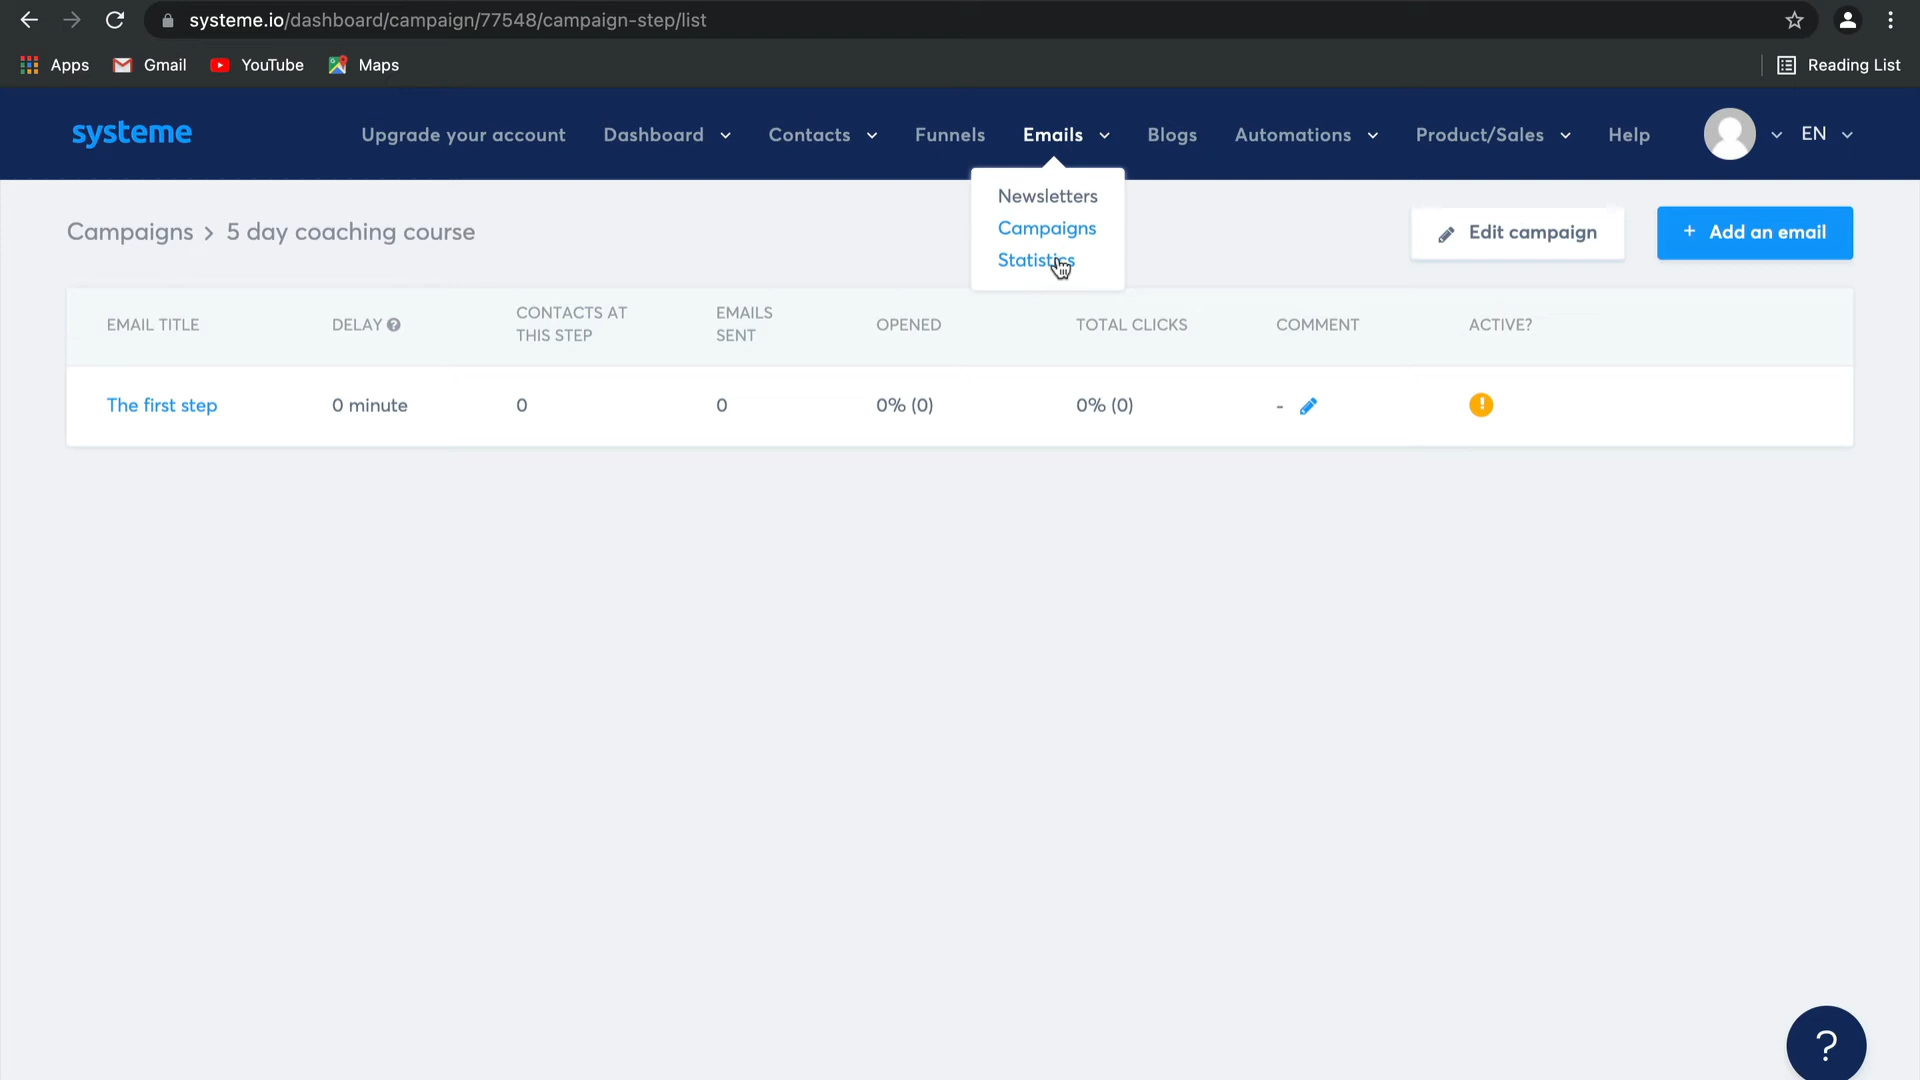 systeme.io/dashboard/campaign/77548/campaign-step/list
Apps Gmail YouTube Maps Reading List
systeme Upgrade your account Dashboard Contacts Funnels Emails Blogs Automations Product/Sales Help EN
Newsletters
Campaigns
Statistics
Campaigns > 5 day coaching course Edit campaign + Add an email
EMAIL TITLE DELAY ? CONTACTS AT THIS STEP EMAILS SENT OPENED TOTAL CLICKS COMMENT ACTIVE?
The first step 0 minute 0 0 0% (0) 0% (0) - !
?